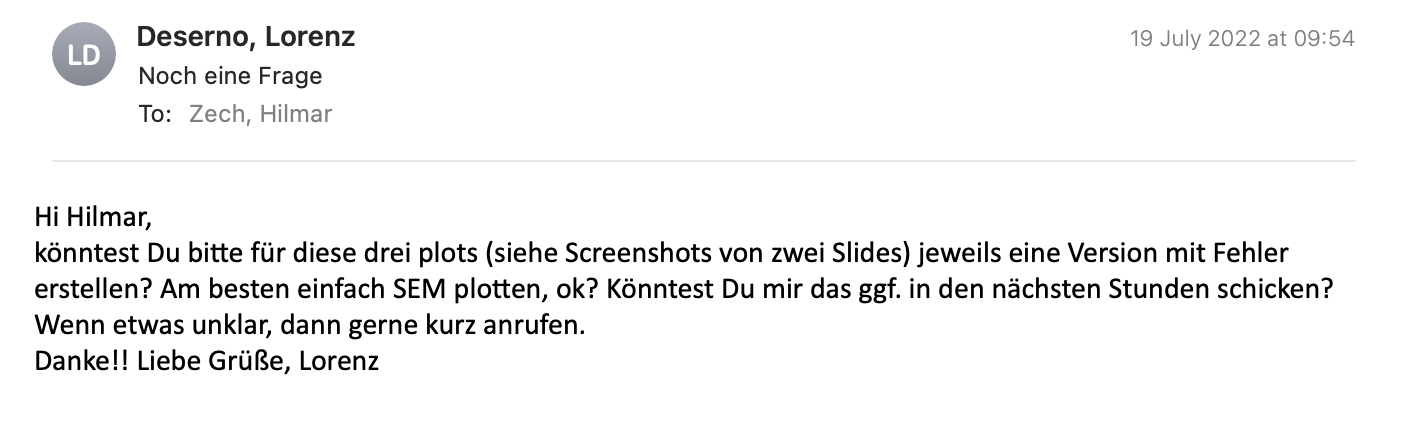 LD
Deserno, Lorenz
19 July 2022 at 09:54
Noch eine Frage
To: Zech, Hilmar
Hi Hilmar,
könntest Du bitte für diese drei plots (siehe Screenshots von zwei Slides) jeweils eine Version mit Fehler
erstellen? Am besten einfach SEM plotten, ok? Könntest Du mir das ggf. in den nächsten Stunden schicken?
Wenn etwas unklar, dann gerne kurz anrufen.
Danke!! Liebe Grüße, Lorenz